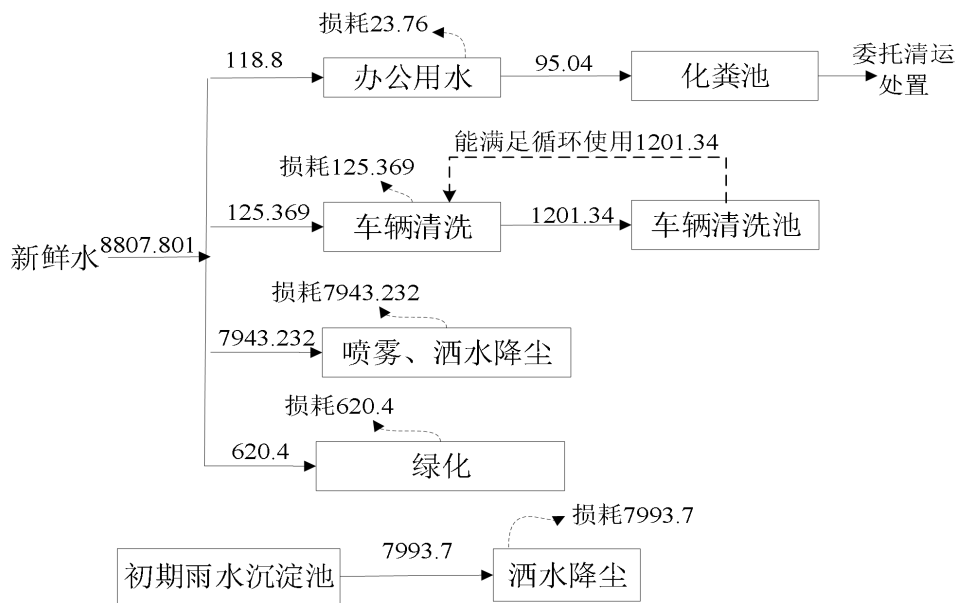 损耗23.76
118.8
办公用水
95.04
化粪池
委托清运
处置
能满足循环使用1201.34
损耗125.369
125.369
车辆清洗
1201.34
车辆清洗池
新鲜水
8807.801
损耗7943.232
7943.232
喷雾、洒水降尘
损耗620.4
620.4
绿化
损耗7993.7
初期雨水沉淀池
7993.7
洒水降尘